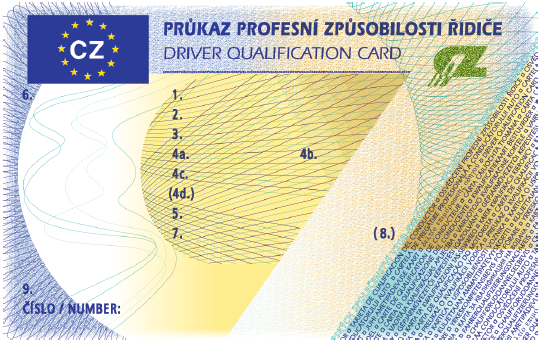 CZ
PRŮKAZ PROFESNÍ ZPŮSOBILOSTI ŘIDIČE
DRIVER QUALIFICATION CARD
CZ
6.
1.
2.
3.
4a.
4b.
4c.
(4d.)
5.
7.
(8.)
9.
ČÍSLO / NUMBER: